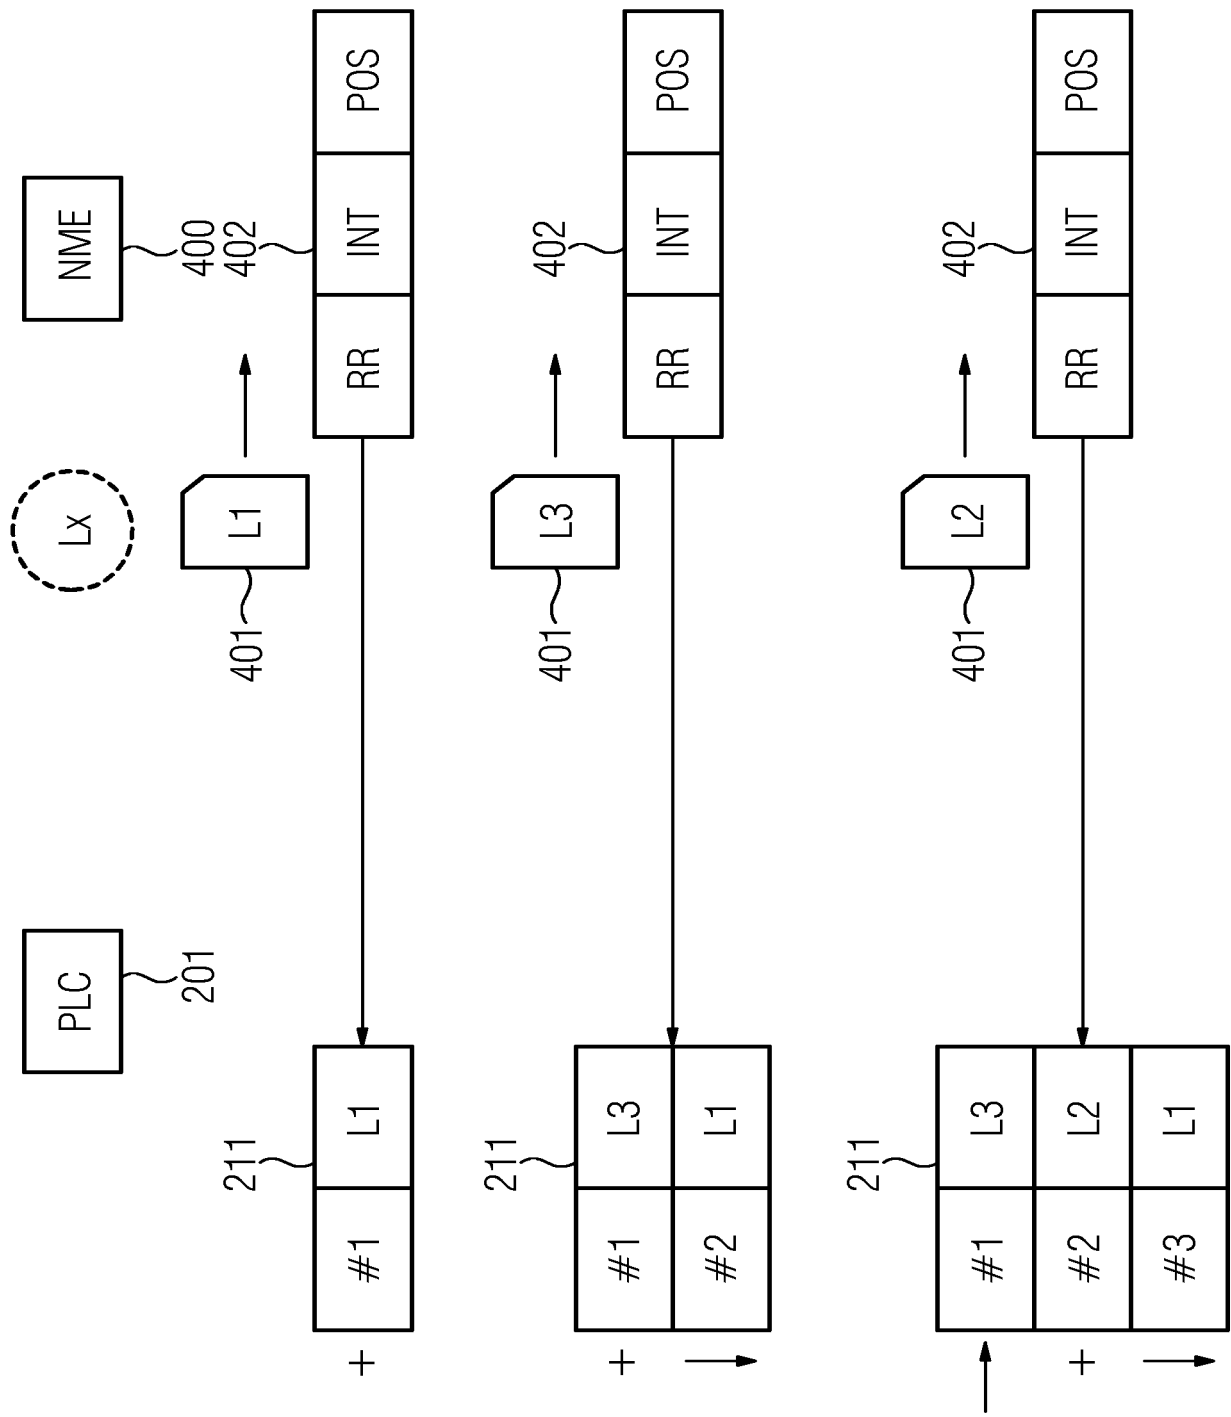 PLC Lx NME
201 400
211 401 L1 402
+ #1 L1 RR INT POS
211 401 L3 402
+ #1 L3 RR INT POS
#2 L1
211 401 L2 402
#1 L3
+ #2 L2 RR INT POS
#3 L1